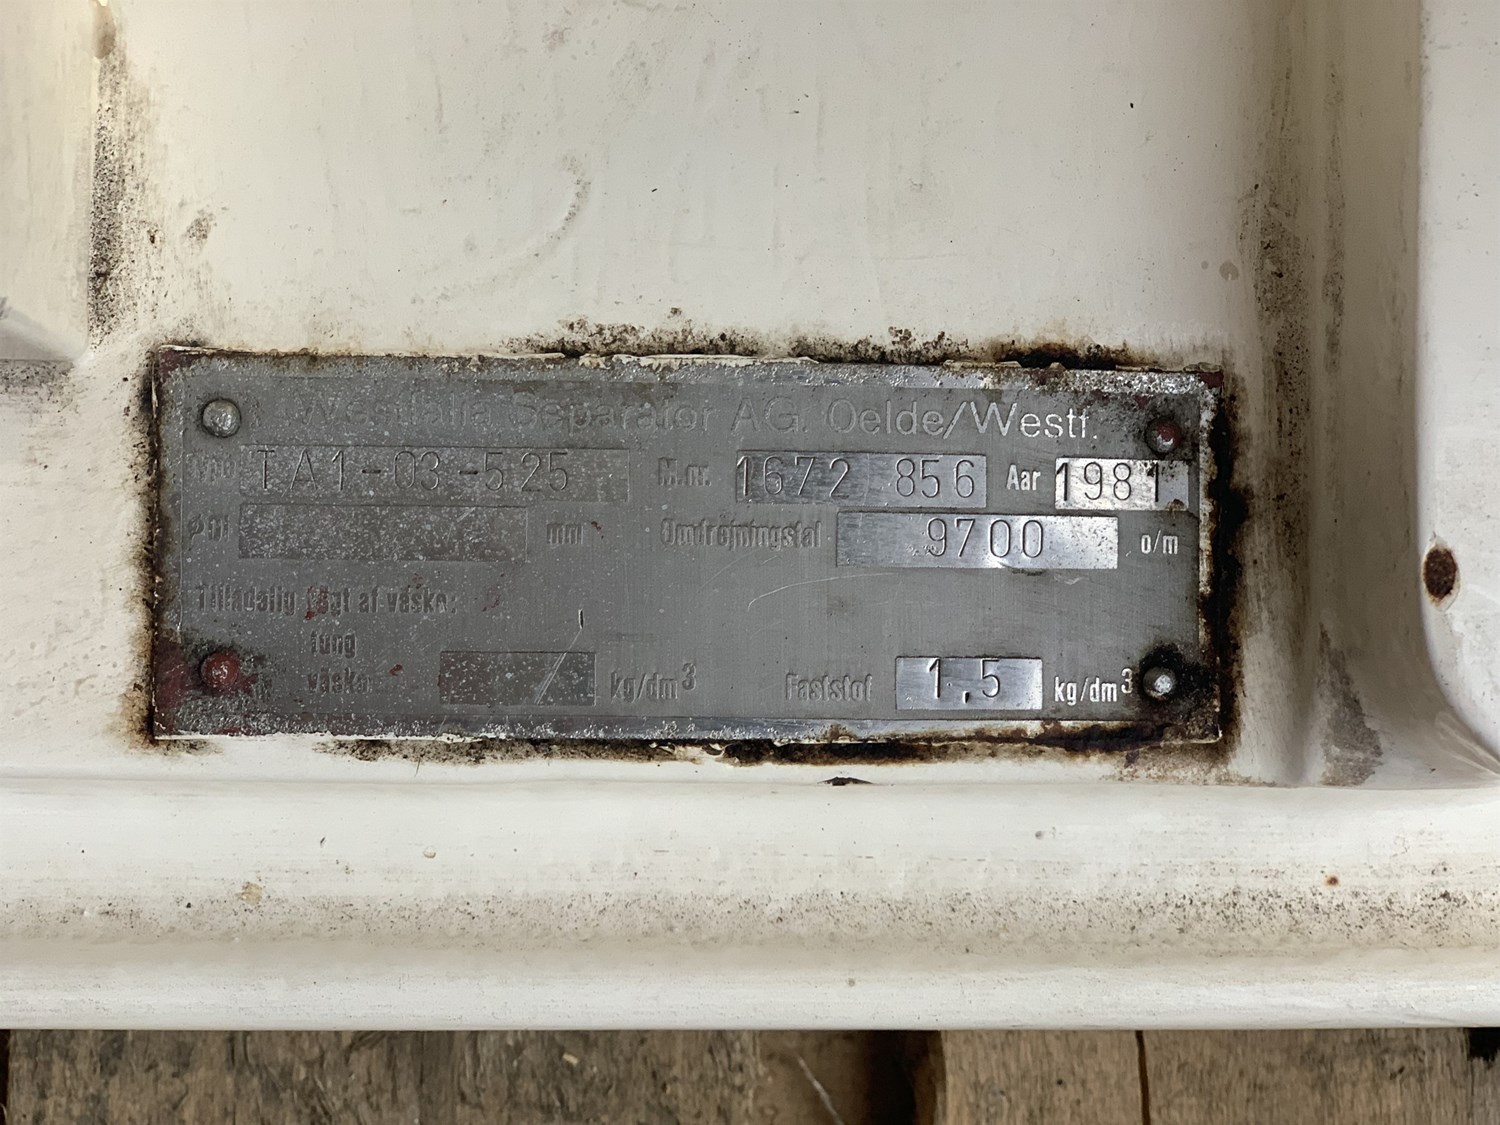 Westfalia Separator AG. Oelde/Westf.
Type TA1-03-525 M.nr. 1672 856 Aar 1981
mm Omdrejningstal 9700 o/m
Tilladelig vægt af væske:
tung
væske kg/dm³ Faststof 1,5 kg/dm³